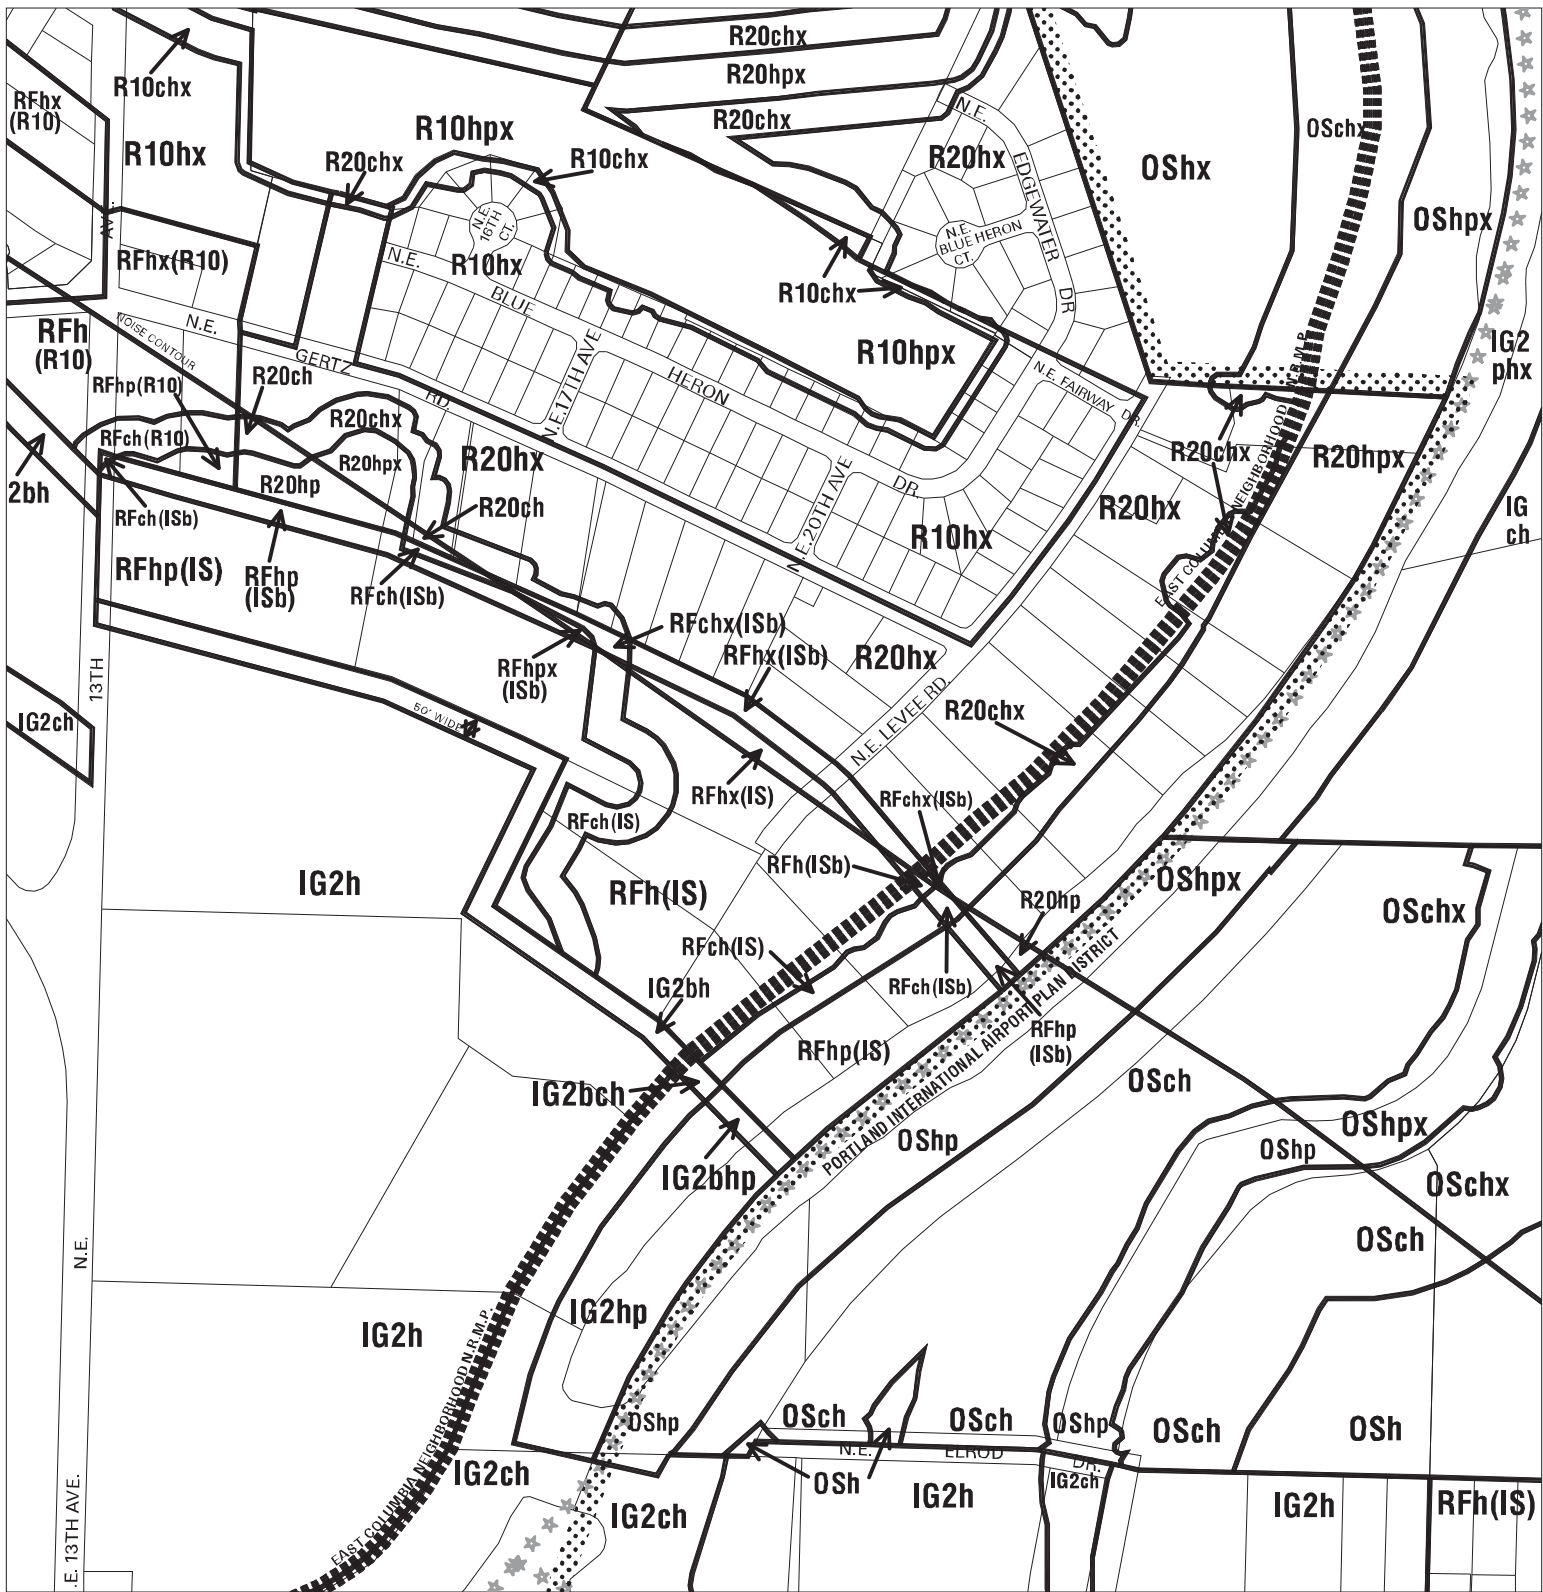 R20chx
R20hpx
R10chx
RFhx
(R10)
R20chx
R10hx
R10hpx
R20chx
R10chx
N.E.
EDGEWATER
DR
R20hx
OShx
OSchx
OShpx
AVE.
N.E.
16TH
CT.
N.E.
BLUE HERON
CT.
RFhx(R10)
N.E.
R10hx
R10chx
BLUE
RFh
(R10)
NOISE CONTOUR
N.E.
GERTZ
RD.
N.E.17TH AVE
HERON
R10hpx
N.E. FAIRWAY
DR.
IG2
phx
RFhp(R10)
R20ch
R20chx
RFch(R10)
R20hpx
R20hx
R20chx
R20hpx
EAST COLUMBIA NEIGHBORHOOD N.R.M.P.
2bh
R20hp
R20ch
DR.
N.E. 20TH AVE
R20hx
IG
ch
RFch(ISb)
R10hx
RFhp(IS)
RFhp
(ISb)
RFch(ISb)
RFchx(ISb)
RFhx(ISb)
R20hx
RFhpx
(ISb)
13TH
IG2ch
50' WIDE
N.E. LEVEE RD.
R20chx
RFhx(IS)
RFchx(ISb)
RFch(IS)
RFh(ISb)
IG2h
RFh(IS)
OShpx
R20hp
OSchx
RFch(IS)
RFch(ISb)
IG2bh
RFhp
(ISb)
RFhp(IS)
PORTLAND INTERNATIONAL AIRPORT PLAN DISTRICT
OSch
IG2bch
OShp
OShpx
OShp
IG2bhp
OSchx
N.E.
OSch
IG2hp
IG2h
EAST COLUMBIA NEIGHBORHOOD N.R.M.P.
OShp
OSch
OSch
OShp
OSch
OSh
N.E.
ELROD
DR.
IG2ch
OSh
IG2ch
IG2ch
IG2h
IG2h
RFh(IS)
.E. 13TH AVE.